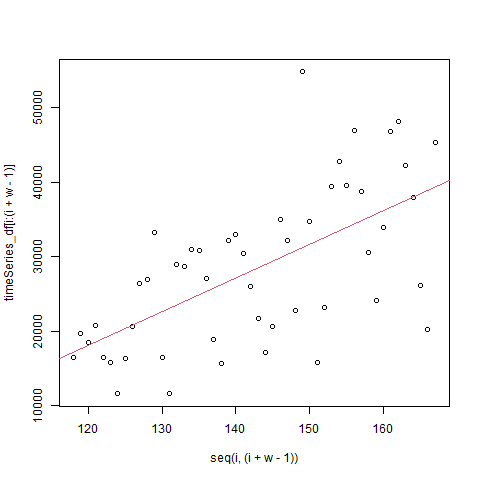 50000
40000
30000
20000
10000
timeSeries_df[i:(i + w - 1)]
120 130 140 150 160
seq(i, (i + w - 1))